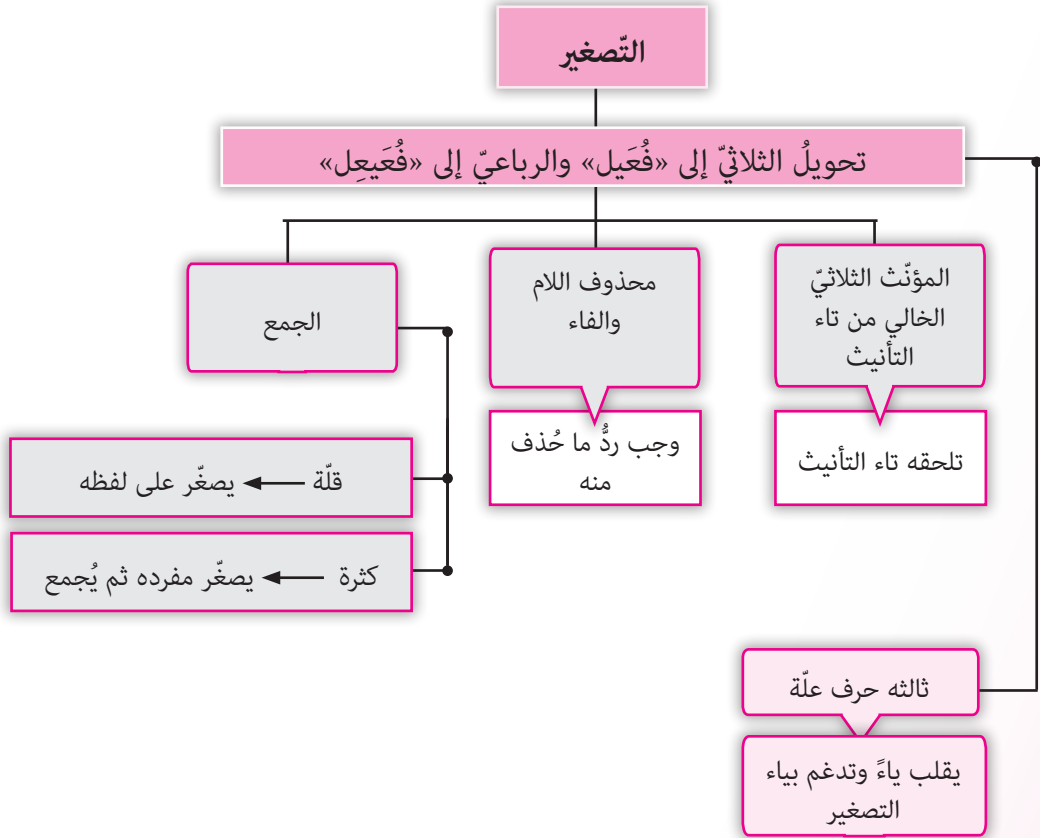 التّصغير
تحويلُ الثلاثيّ إلى «فُعَيل» والرباعيّ إلى «فُعَيعِل»
المؤنّث الثلاثيّ
الخالي من تاء
التأنيث
تلحقه تاء التأنيث
محذوف اللام
والفاء
وجب ردُّ ما حُذف
منه
الجمع
قلّة ⟵ يصغّر على لفظه
كثرة ⟵ يصغّر مفرده ثم يُجمع
ثالثه حرف علّة
يقلب ياءً وتدغم بياء
التصغير